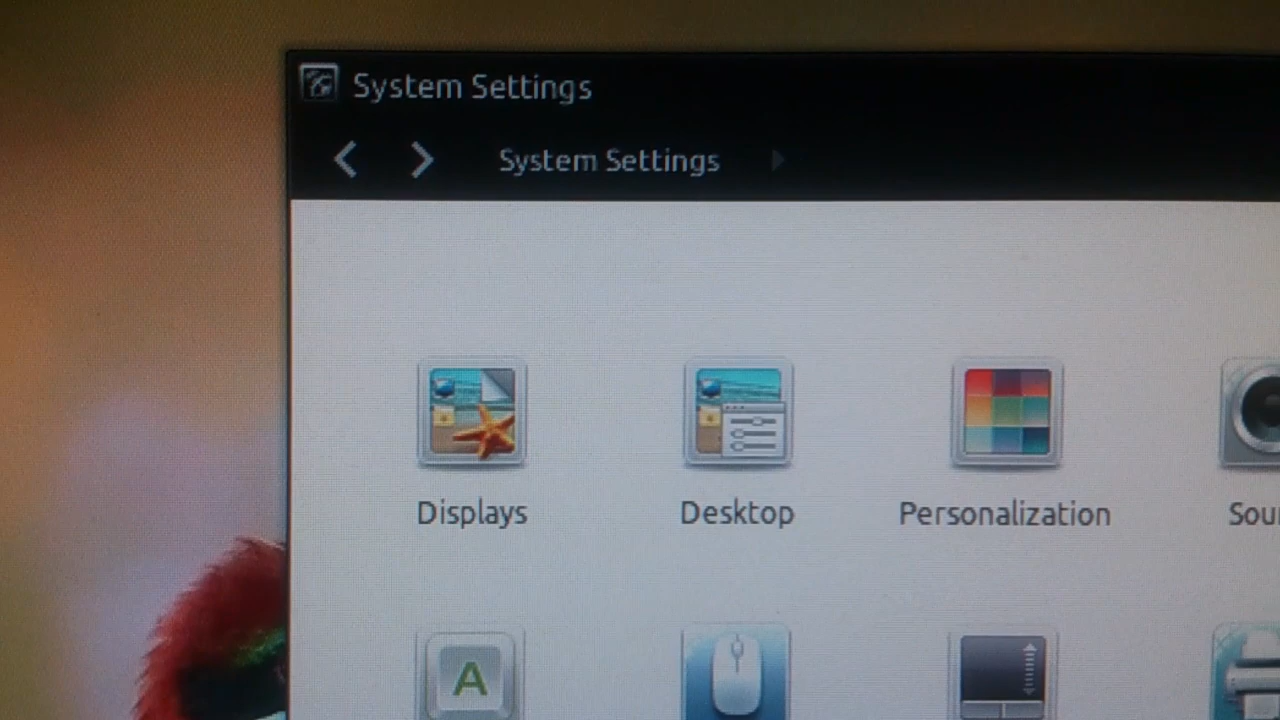 System Settings
System Settings
Displays
Desktop
Personalization
A